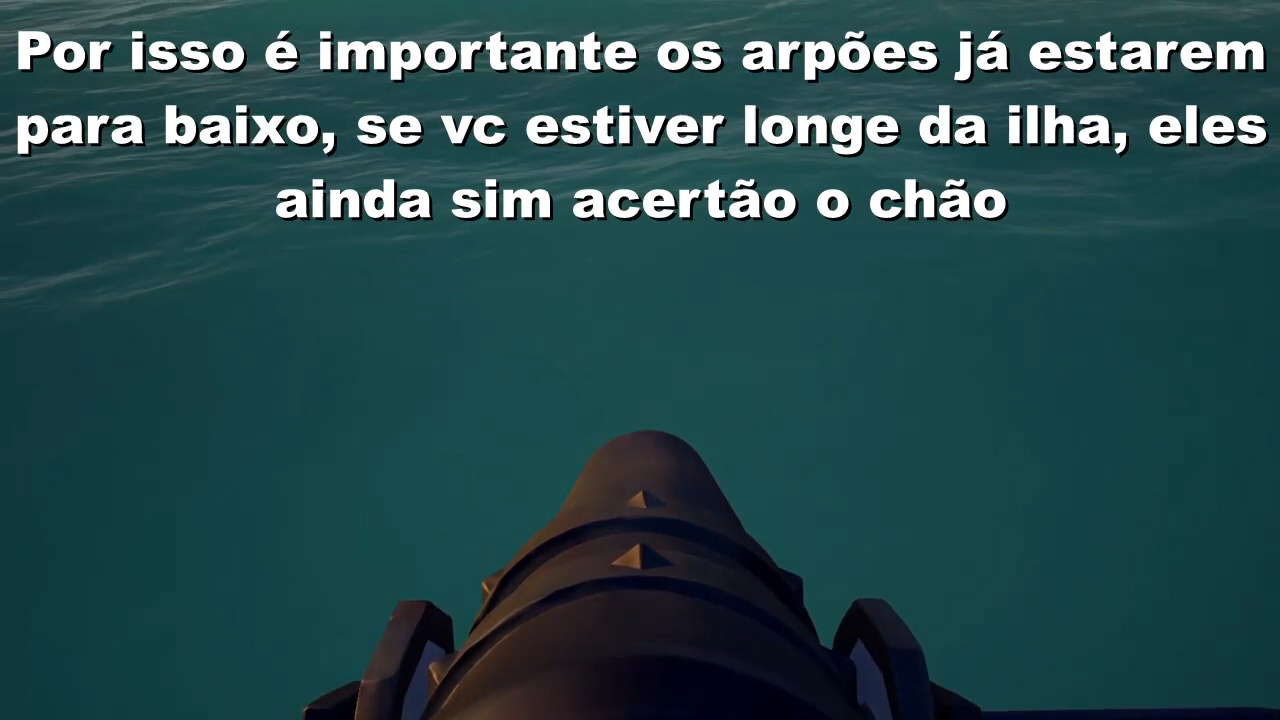 Por isso é importante os arpões já estarem
para baixo, se vc estiver longe da ilha, eles
ainda sim acertão o chão